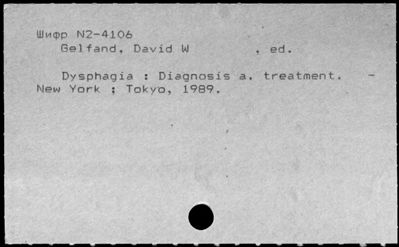 Шифр N2-4106
Gelfand, David W , ed.
Dysphagia : Diagnosis a. treatment. -
New York ; Tokyo, 1989.